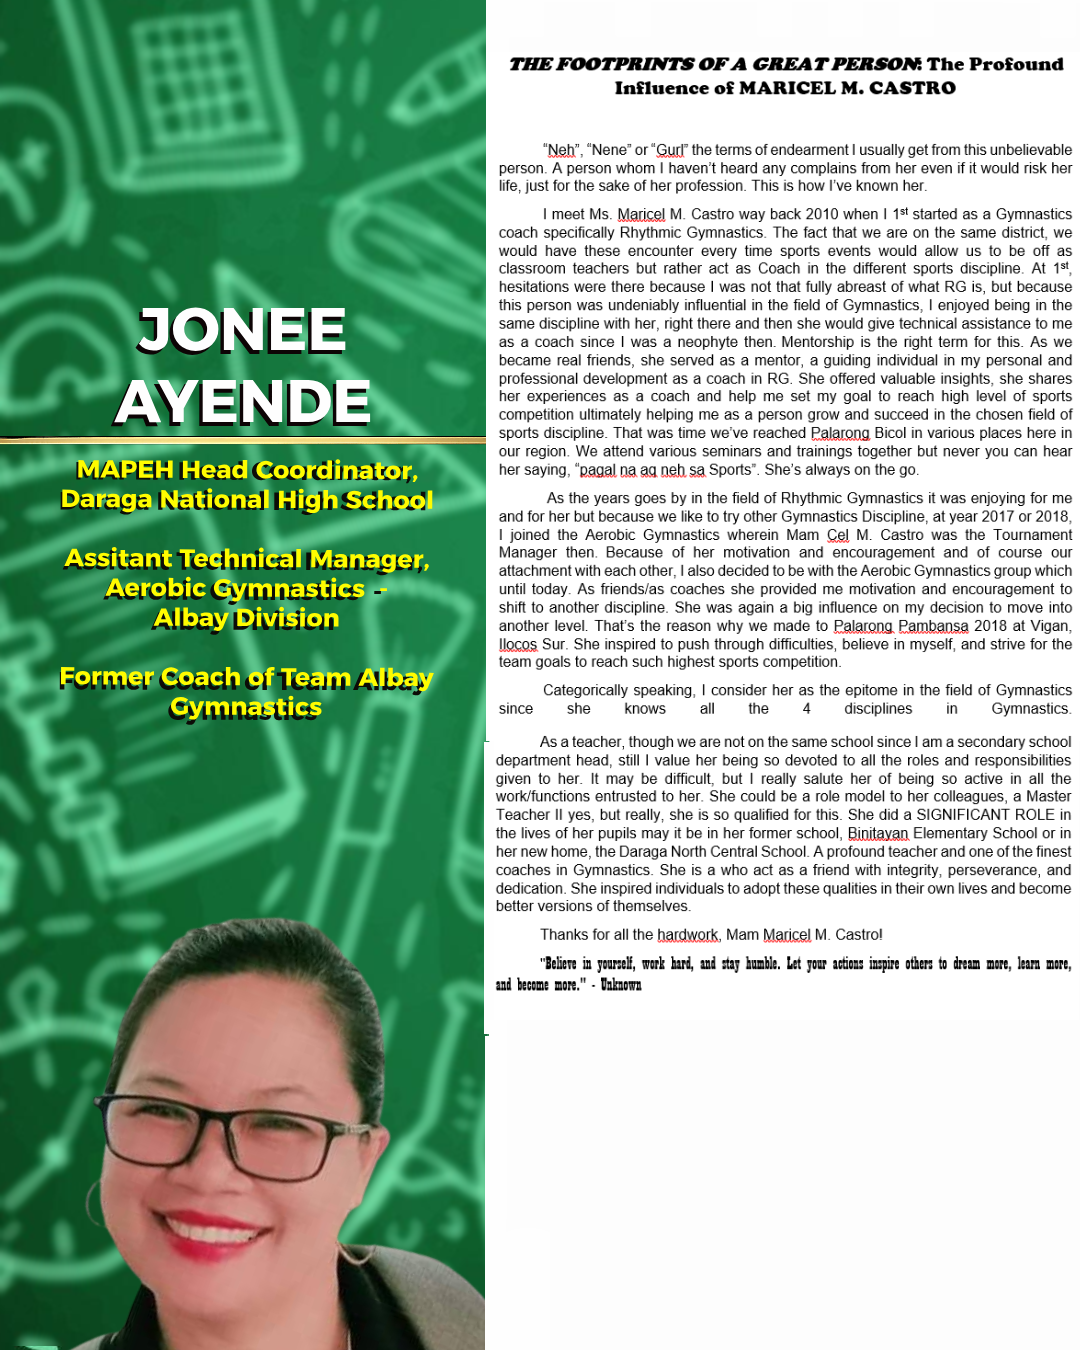 JONEE
AYENDE
MAPEH Head Coordinator,
Daraga National High School
Assitant Technical Manager,
Aerobic Gymnastics -
Albay Division
Former Coach of Team Albay
Gymnastics
THE FOOTPRINTS OF A GREAT PERSON: The Profound
Influence of MARICEL M. CASTRO
“Neh”, “Nene” or “Gurl” the terms of endearment I usually get from this unbelievable
person. A person whom I haven’t heard any complains from her even if it would risk her
life, just for the sake of her profession. This is how I’ve known her.
I meet Ms. Maricel M. Castro way back 2010 when I 1st started as a Gymnastics
coach specifically Rhythmic Gymnastics. The fact that we are on the same district, we
would have these encounter every time sports events would allow us to be off as
classroom teachers but rather act as Coach in the different sports discipline. At 1st,
hesitations were there because I was not that fully abreast of what RG is, but because
this person was undeniably influential in the field of Gymnastics, I enjoyed being in the
same discipline with her, right there and then she would give technical assistance to me
as a coach since I was a neophyte then. Mentorship is the right term for this. As we
became real friends, she served as a mentor, a guiding individual in my personal and
professional development as a coach in RG. She offered valuable insights, she shares
her experiences as a coach and help me set my goal to reach high level of sports
competition ultimately helping me as a person grow and succeed in the chosen field of
sports discipline. That was time we’ve reached Palarong Bicol in various places here in
our region. We attend various seminars and trainings together but never you can hear
her saying, “pagal na aq neh sa Sports”. She’s always on the go.
As the years goes by in the field of Rhythmic Gymnastics it was enjoying for me
and for her but because we like to try other Gymnastics Discipline, at year 2017 or 2018,
I joined the Aerobic Gymnastics wherein Mam Cel M. Castro was the Tournament
Manager then. Because of her motivation and encouragement and of course our
attachment with each other, I also decided to be with the Aerobic Gymnastics group which
until today. As friends/as coaches she provided me motivation and encouragement to
shift to another discipline. She was again a big influence on my decision to move into
another level. That’s the reason why we made to Palarong Pambansa 2018 at Vigan,
Ilocos Sur. She inspired to push through difficulties, believe in myself, and strive for the
team goals to reach such highest sports competition.
Categorically speaking, I consider her as the epitome in the field of Gymnastics
since she knows all the 4 disciplines in Gymnastics.
As a teacher, though we are not on the same school since I am a secondary school
department head, still I value her being so devoted to all the roles and responsibilities
given to her. It may be difficult, but I really salute her of being so active in all the
work/functions entrusted to her. She could be a role model to her colleagues, a Master
Teacher II yes, but really, she is so qualified for this. She did a SIGNIFICANT ROLE in
the lives of her pupils may it be in her former school, Binitayan Elementary School or in
her new home, the Daraga North Central School. A profound teacher and one of the finest
coaches in Gymnastics. She is a who act as a friend with integrity, perseverance, and
dedication. She inspired individuals to adopt these qualities in their own lives and become
better versions of themselves.
Thanks for all the hardwork, Mam Maricel M. Castro!
"Believe in yourself, work hard, and stay humble. Let your actions inspire others to dream more, learn more,
and become more." - Unknown